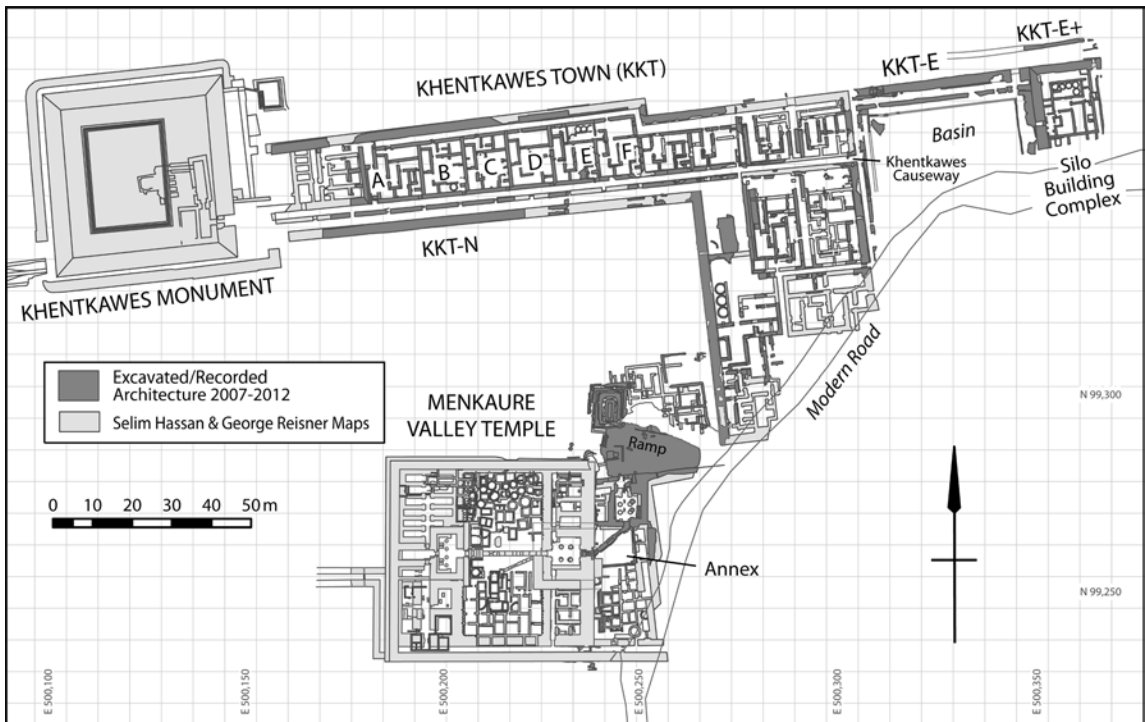 KKT-E+
KHENTKAWES TOWN (KKT)
KKT-E
Basin
A
B
C
D
E
F
Khentkawes
Causeway
Silo
Building
Complex
KKT-N
KHENTKAWES MONUMENT
Modern Road
Excavated/Recorded
Architecture 2007-2012
Selim Hassan & George Reisner Maps
MENKAURE
VALLEY TEMPLE
N 99,300
Ramp
0 10 20 30 40 50 m
Annex
N 99,250
E 500,100
E 500,150
E 500,200
E 500,250
E 500,300
E 500,350